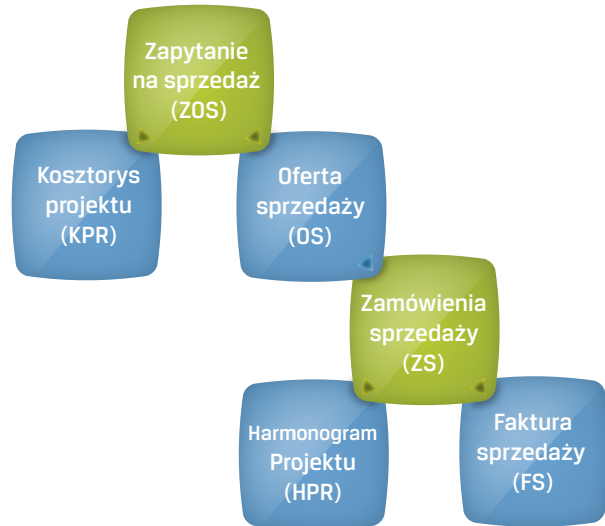 Zapytanie
na sprzedaż
(ZOS)
Kosztorys
projektu
(KPR)
Oferta
sprzedaży
(OS)
Zamówienia
sprzedaży
(ZS)
Harmonogram
Projektu
(HPR)
Faktura
sprzedaży
(FS)